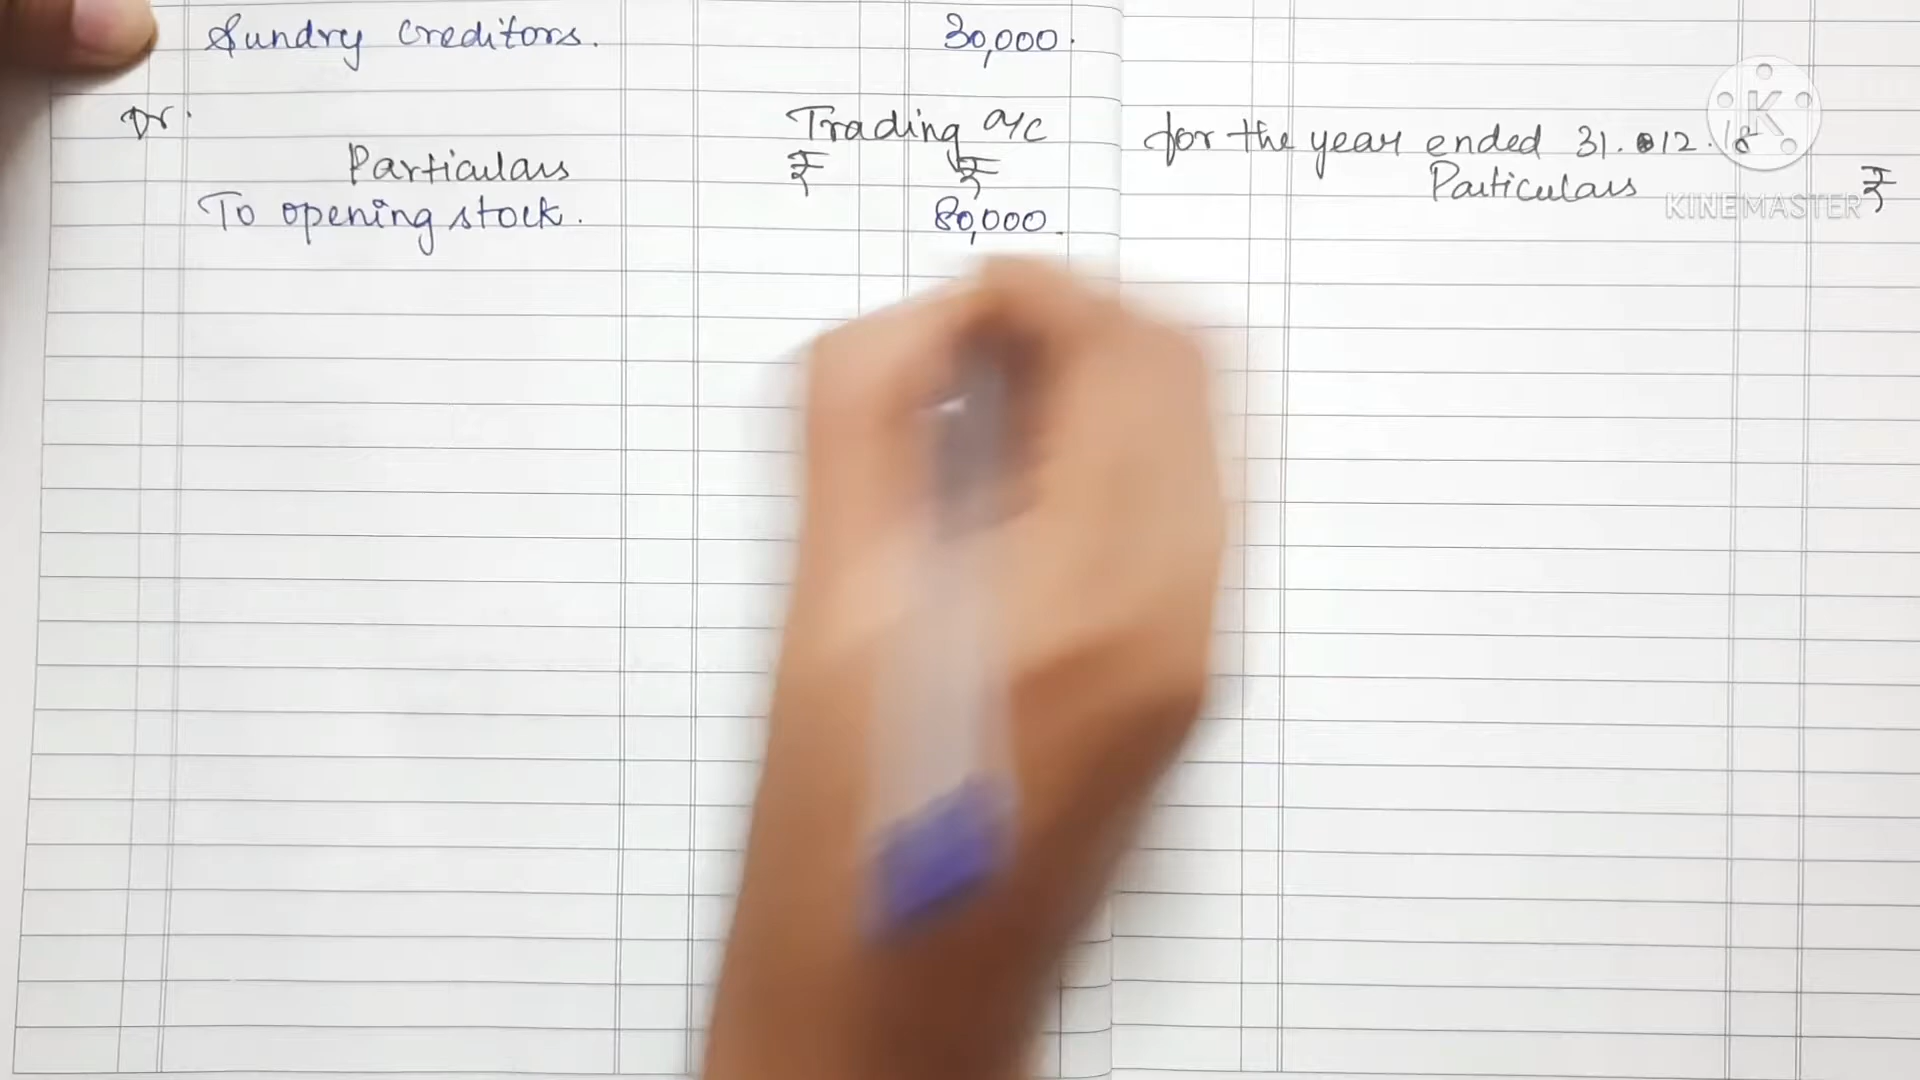 Sundry Creditors. 30,000.
Dr. Trading a/c for the year ended 31.12.18
Particulars ₹ ₹ Particulars ₹
To opening stock. 80,000.
K
KINEMASTER